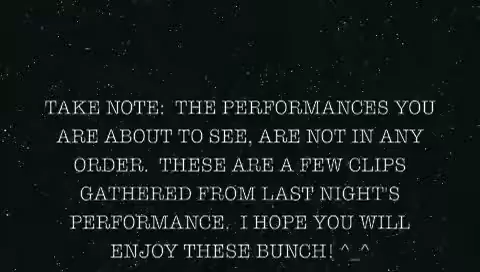 TAKE NOTE: THE PERFORMANCES YOU
ARE ABOUT TO SEE, ARE NOT IN ANY
ORDER. THESE ARE A FEW CLIPS
GATHERED FROM LAST NIGHT'S
PERFORMANCE. I HOPE YOU WILL
ENJOY THESE BUNCH! ^_^